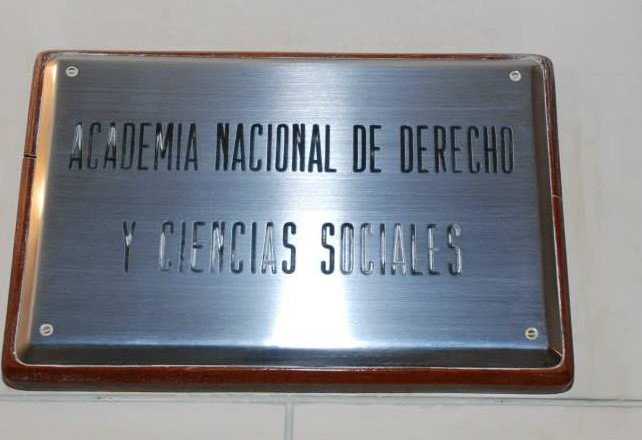 ACADEMIA NACIONAL DE DERECHO
Y CIENCIAS SOCIALES